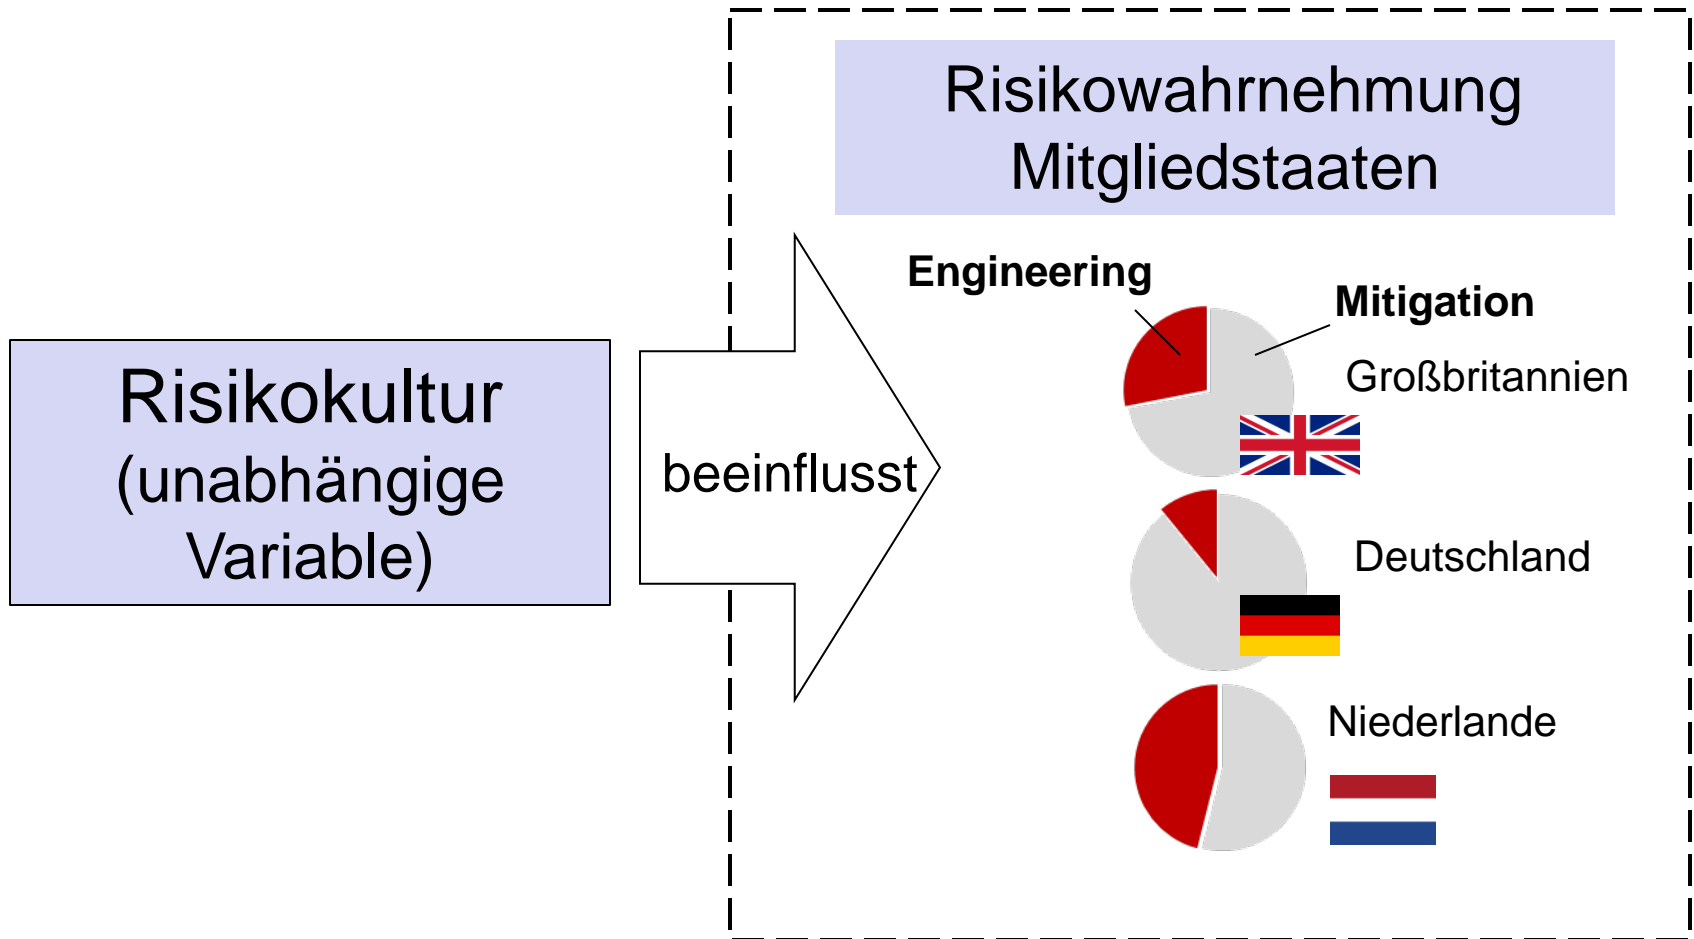 Risikokultur
(unabhängige
Variable)
beeinflusst
Risikowahrnehmung
Mitgliedstaaten
Engineering
Mitigation
Großbritannien
Deutschland
Niederlande